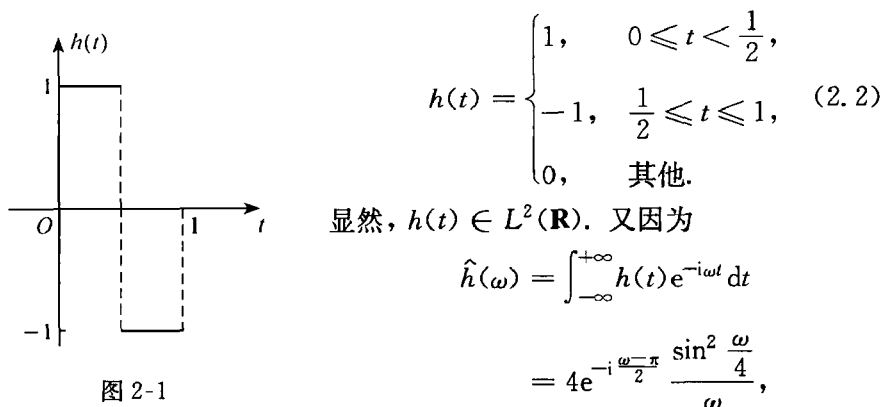 h(t)
1
O
1
t
−1
图 2-1
h(t) = { 1, 0 ⩽ t < 1/2,
−1, 1/2 ⩽ t ⩽ 1, (2.2)
0, 其他.
显然, h(t) ∈ L²(R). 又因为
ĥ(ω) = ∫_{−∞}^{+∞} h(t)e^{−iωt} dt
= 4e^{−i (ω−π)/2} (sin² ω/4)/ω,